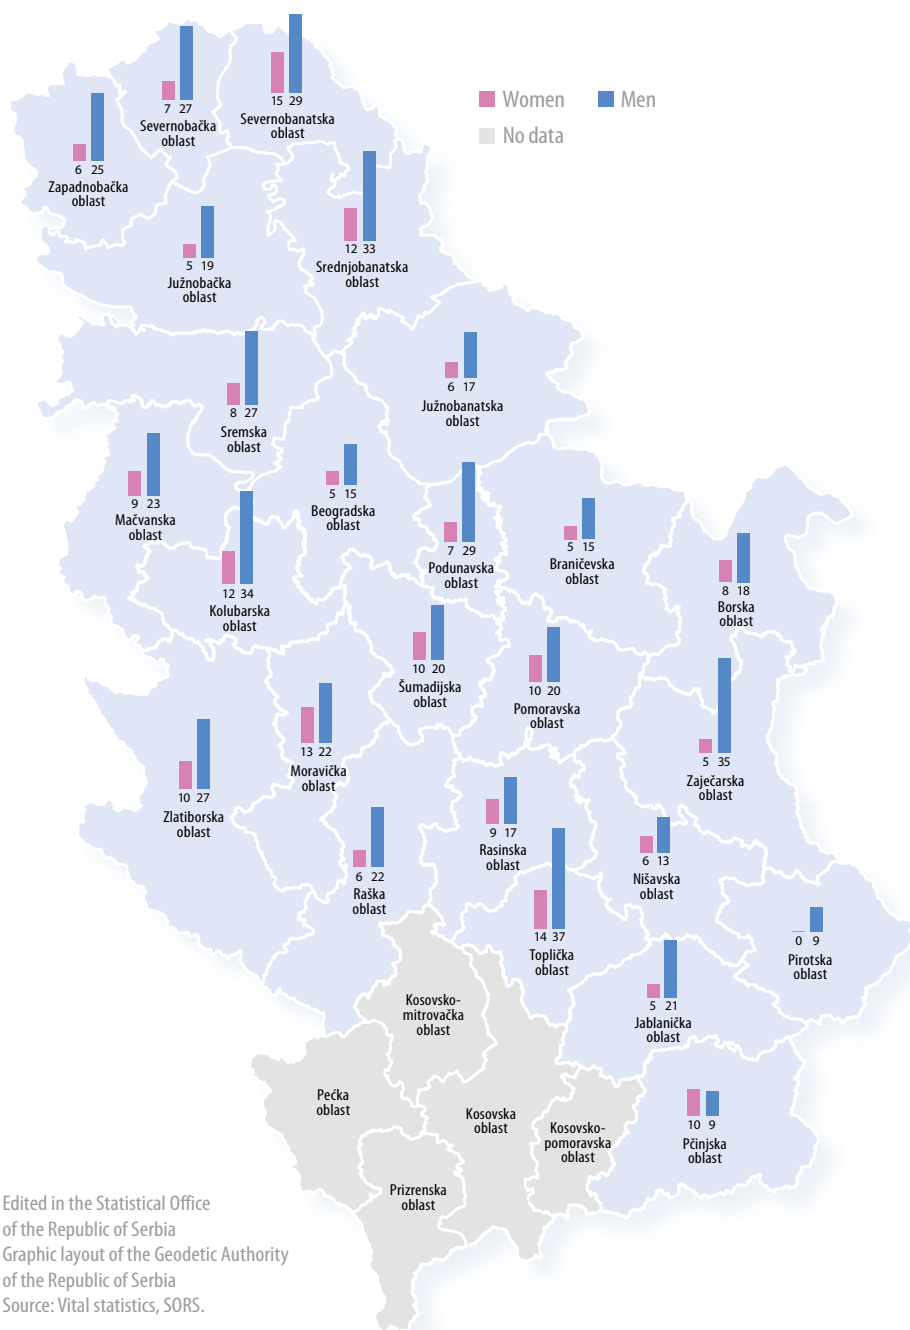 15 29
Severnobanatska
oblast
7 27
Severnobačka
oblast
Women Men
No data
6 25
Zapadnobačka
oblast
12 33
Srednjobanatska
oblast
5 19
Južnobačka
oblast
6 17
Južnobanatska
oblast
8 27
Sremska
oblast
9 23
Mačvanska
oblast
5 15
Beogradska
oblast
7 29
Podunavska
oblast
5 15
Braničevska
oblast
12 34
Kolubarska
oblast
8 18
Borska
oblast
10 20
Šumadijska
oblast
10 20
Pomoravska
oblast
13 22
Moravička
oblast
5 35
Zaječarska
oblast
10 27
Zlatiborska
oblast
9 17
Rasinska
oblast
6 13
Nišavska
oblast
6 22
Raška
oblast
14 37
Toplička
oblast
0 9
Pirotska
oblast
5 21
Jablanička
oblast
Kosovsko-
mitrovačka
oblast
Pećka
oblast
Kosovska
oblast
Kosovsko-
pomoravska
oblast
10 9
Pčinjska
oblast
Prizrenska
oblast
Edited in the Statistical Office
of the Republic of Serbia
Graphic layout of the Geodetic Authority
of the Republic of Serbia
Source: Vital statistics, SORS.